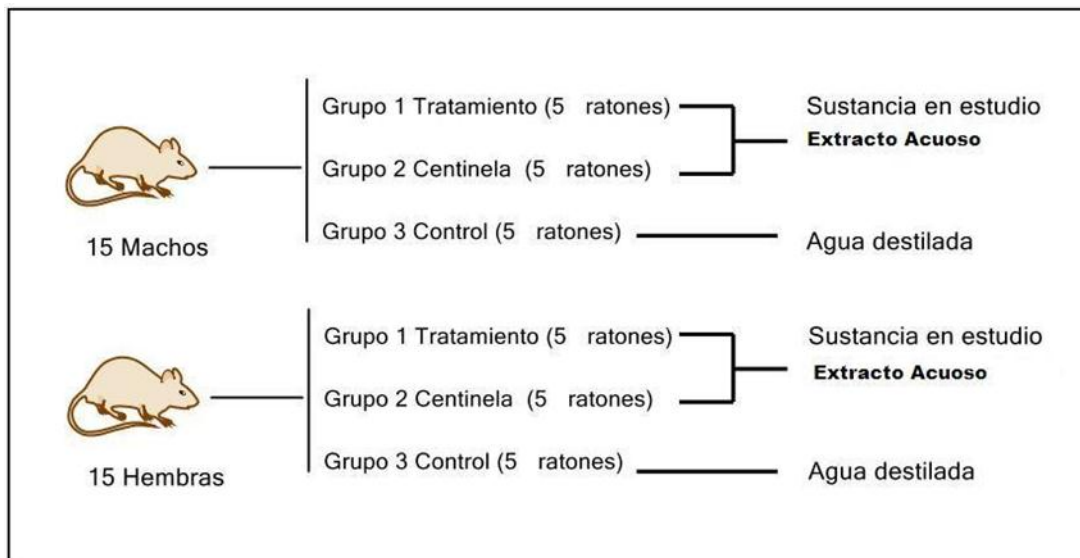 Grupo 1 Tratamiento (5 ratones)
Sustancia en estudio
Extracto Acuoso
Grupo 2 Centinela (5 ratones)
Grupo 3 Control (5 ratones)
Agua destilada
15 Machos
Grupo 1 Tratamiento (5 ratones)
Sustancia en estudio
Extracto Acuoso
Grupo 2 Centinela (5 ratones)
Grupo 3 Control (5 ratones)
Agua destilada
15 Hembras